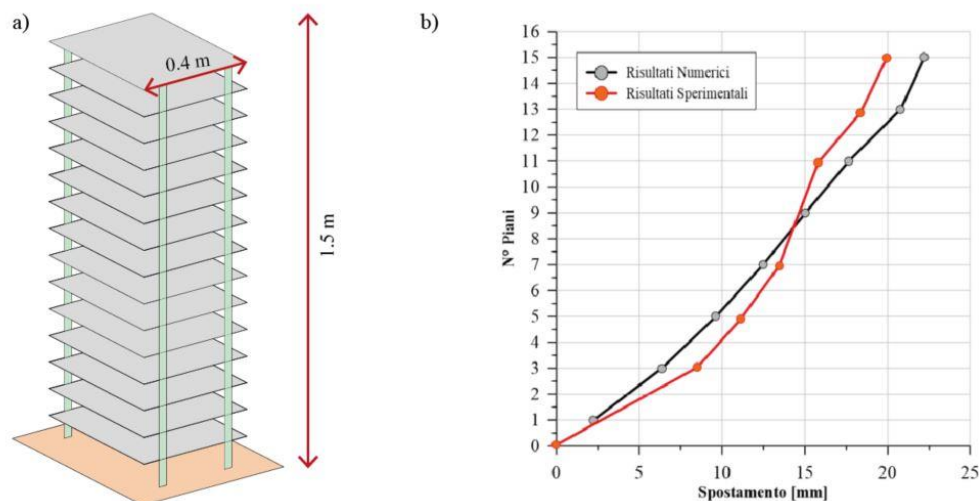 a)
0.4 m
1.5 m
b)
Risultati Numerici
Risultati Sperimentali
N° Piani
16
15
14
13
12
11
10
9
8
7
6
5
4
3
2
1
0
0
5
10
15
20
25
Spostamento [mm]